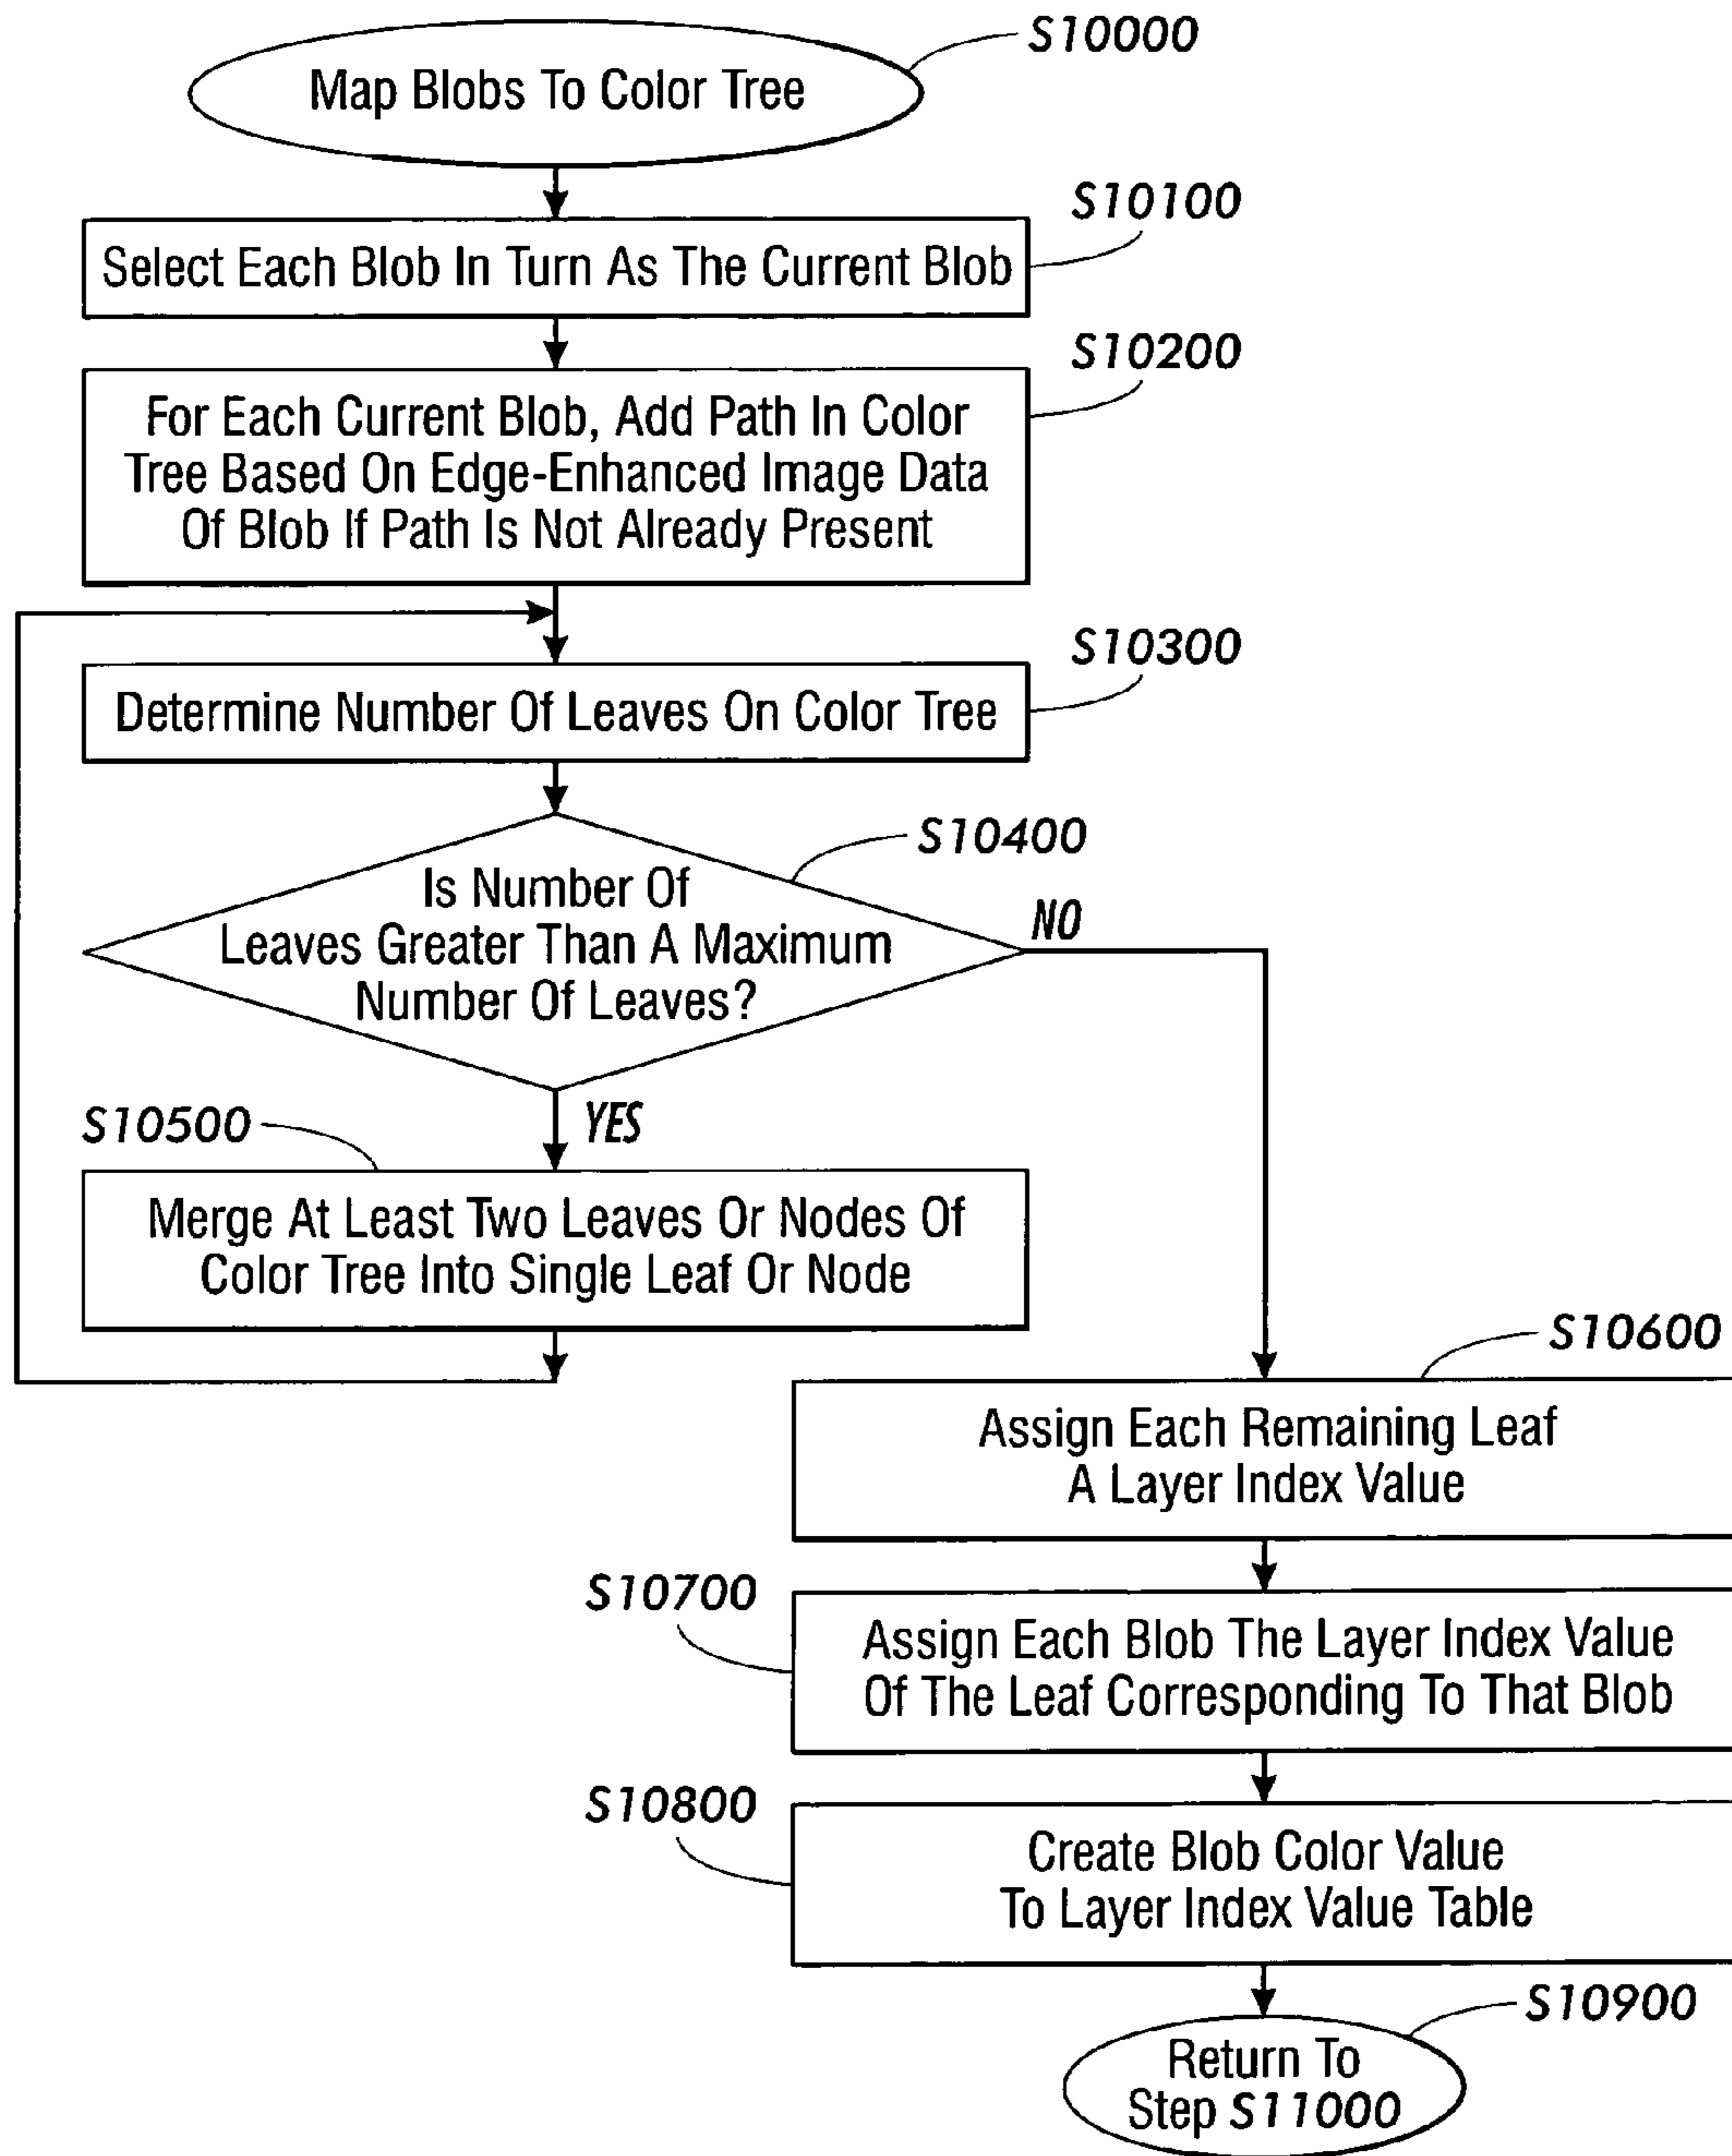 S10000
Map Blobs To Color Tree
S10100
Select Each Blob In Turn As The Current Blob
S10200
For Each Current Blob, Add Path In Color
Tree Based On Edge-Enhanced Image Data
Of Blob If Path Is Not Already Present
S10300
Determine Number Of Leaves On Color Tree
S10400
Is Number Of
Leaves Greater Than A Maximum
Number Of Leaves?
NO
YES
S10500
Merge At Least Two Leaves Or Nodes Of
Color Tree Into Single Leaf Or Node
S10600
Assign Each Remaining Leaf
A Layer Index Value
S10700
Assign Each Blob The Layer Index Value
Of The Leaf Corresponding To That Blob
S10800
Create Blob Color Value
To Layer Index Value Table
S10900
Return To
Step S11000